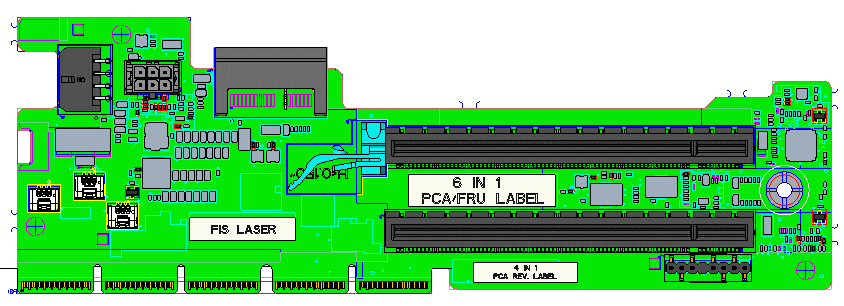 6 IN 1
PCA/FRU LABEL
FIS LASER
4 IN 1
PCA REV. LABEL